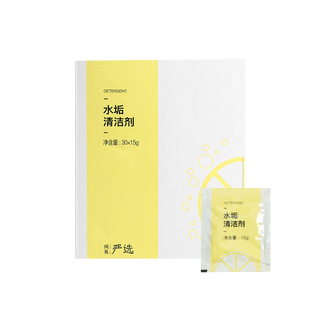 DETERGENT
水垢
清洁剂
净含量：30×15g
网易
严选
DETERGENT
水垢
清洁剂
净含量：15g